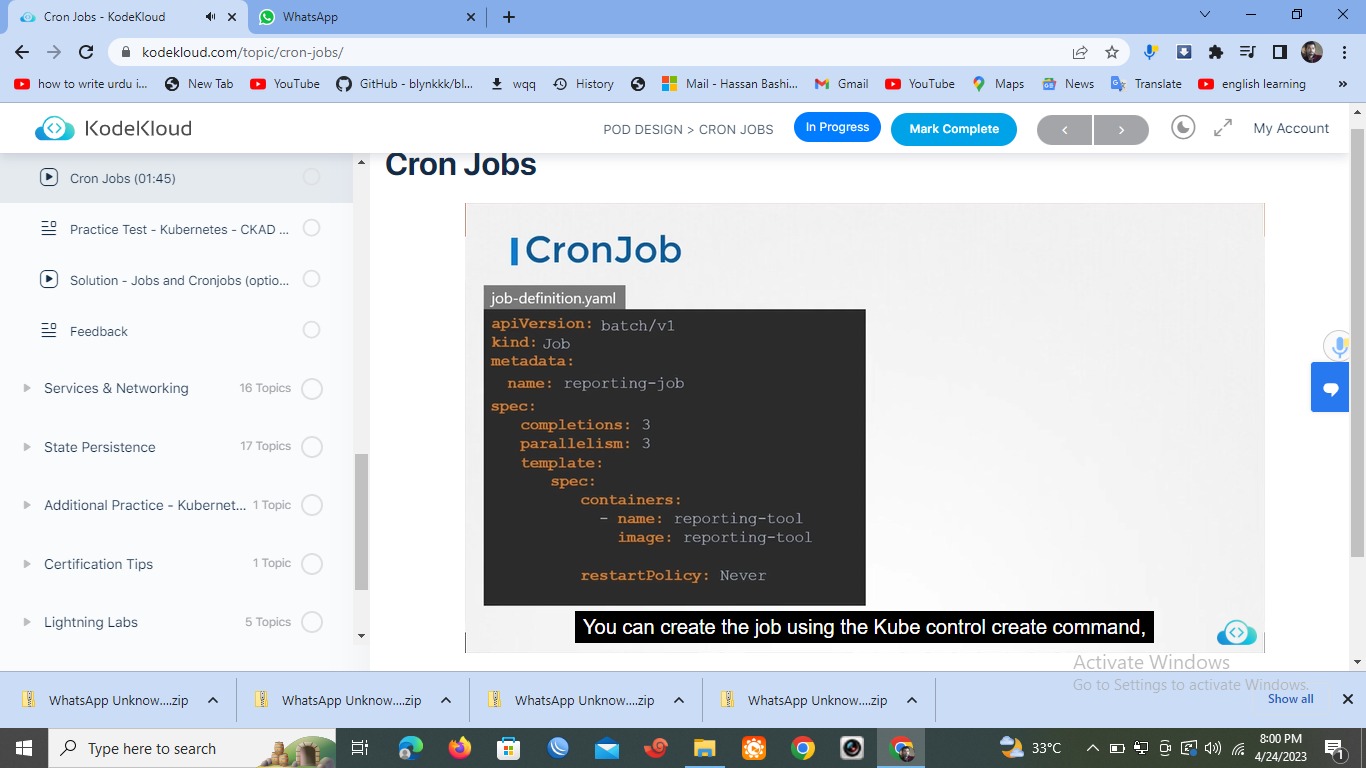 Cron Jobs - KodeKloud
WhatsApp
kodekloud.com/topic/cron-jobs/
how to write urdu i...
New Tab
YouTube
GitHub - blynkkk/bl...
wqq
History
Mail - Hassan Bashi...
Gmail
YouTube
Maps
News
Translate
english learning
KodeKloud
POD DESIGN > CRON JOBS
In Progress
Mark Complete
My Account
Cron Jobs (01:45)
Practice Test - Kubernetes - CKAD ...
Solution - Jobs and Cronjobs (optio...
Feedback
Services & Networking 16 Topics
State Persistence 17 Topics
Additional Practice - Kubernet... 1 Topic
Certification Tips 1 Topic
Lightning Labs 5 Topics
Cron Jobs
CronJob
job-definition.yaml
apiVersion: batch/v1
kind: Job
metadata:
name: reporting-job
spec:
completions: 3
parallelism: 3
template:
spec:
containers:
- name: reporting-tool
image: reporting-tool
restartPolicy: Never
You can create the job using the Kube control create command,
Activate Windows
Go to Settings to activate Windows.
WhatsApp Unknow....zip
WhatsApp Unknow....zip
WhatsApp Unknow....zip
WhatsApp Unknow....zip
Show all
Type here to search
33°C
8:00 PM
4/24/2023
1